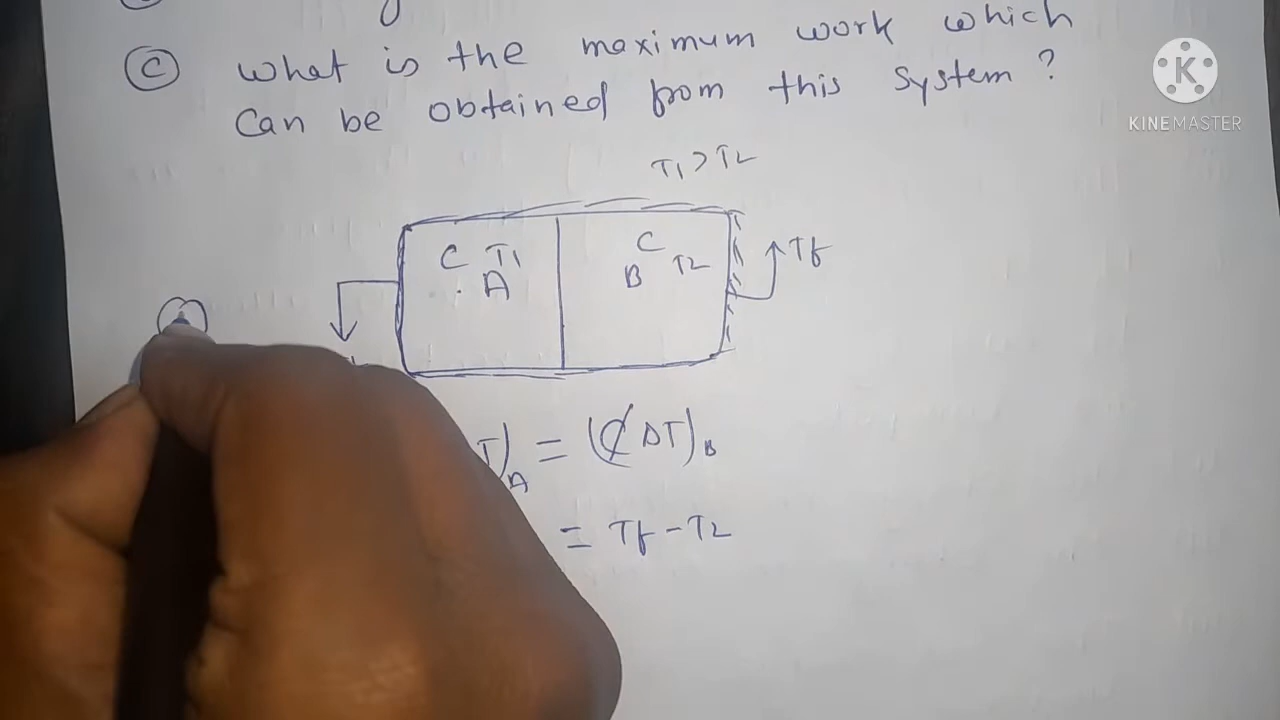 C What is the maximum work which
Can be obtained from this system ?
KINEMASTER
T1 > T2
C T1
A
C
B T2
Tf
T)A = (C ΔT)B
= Tf - T2